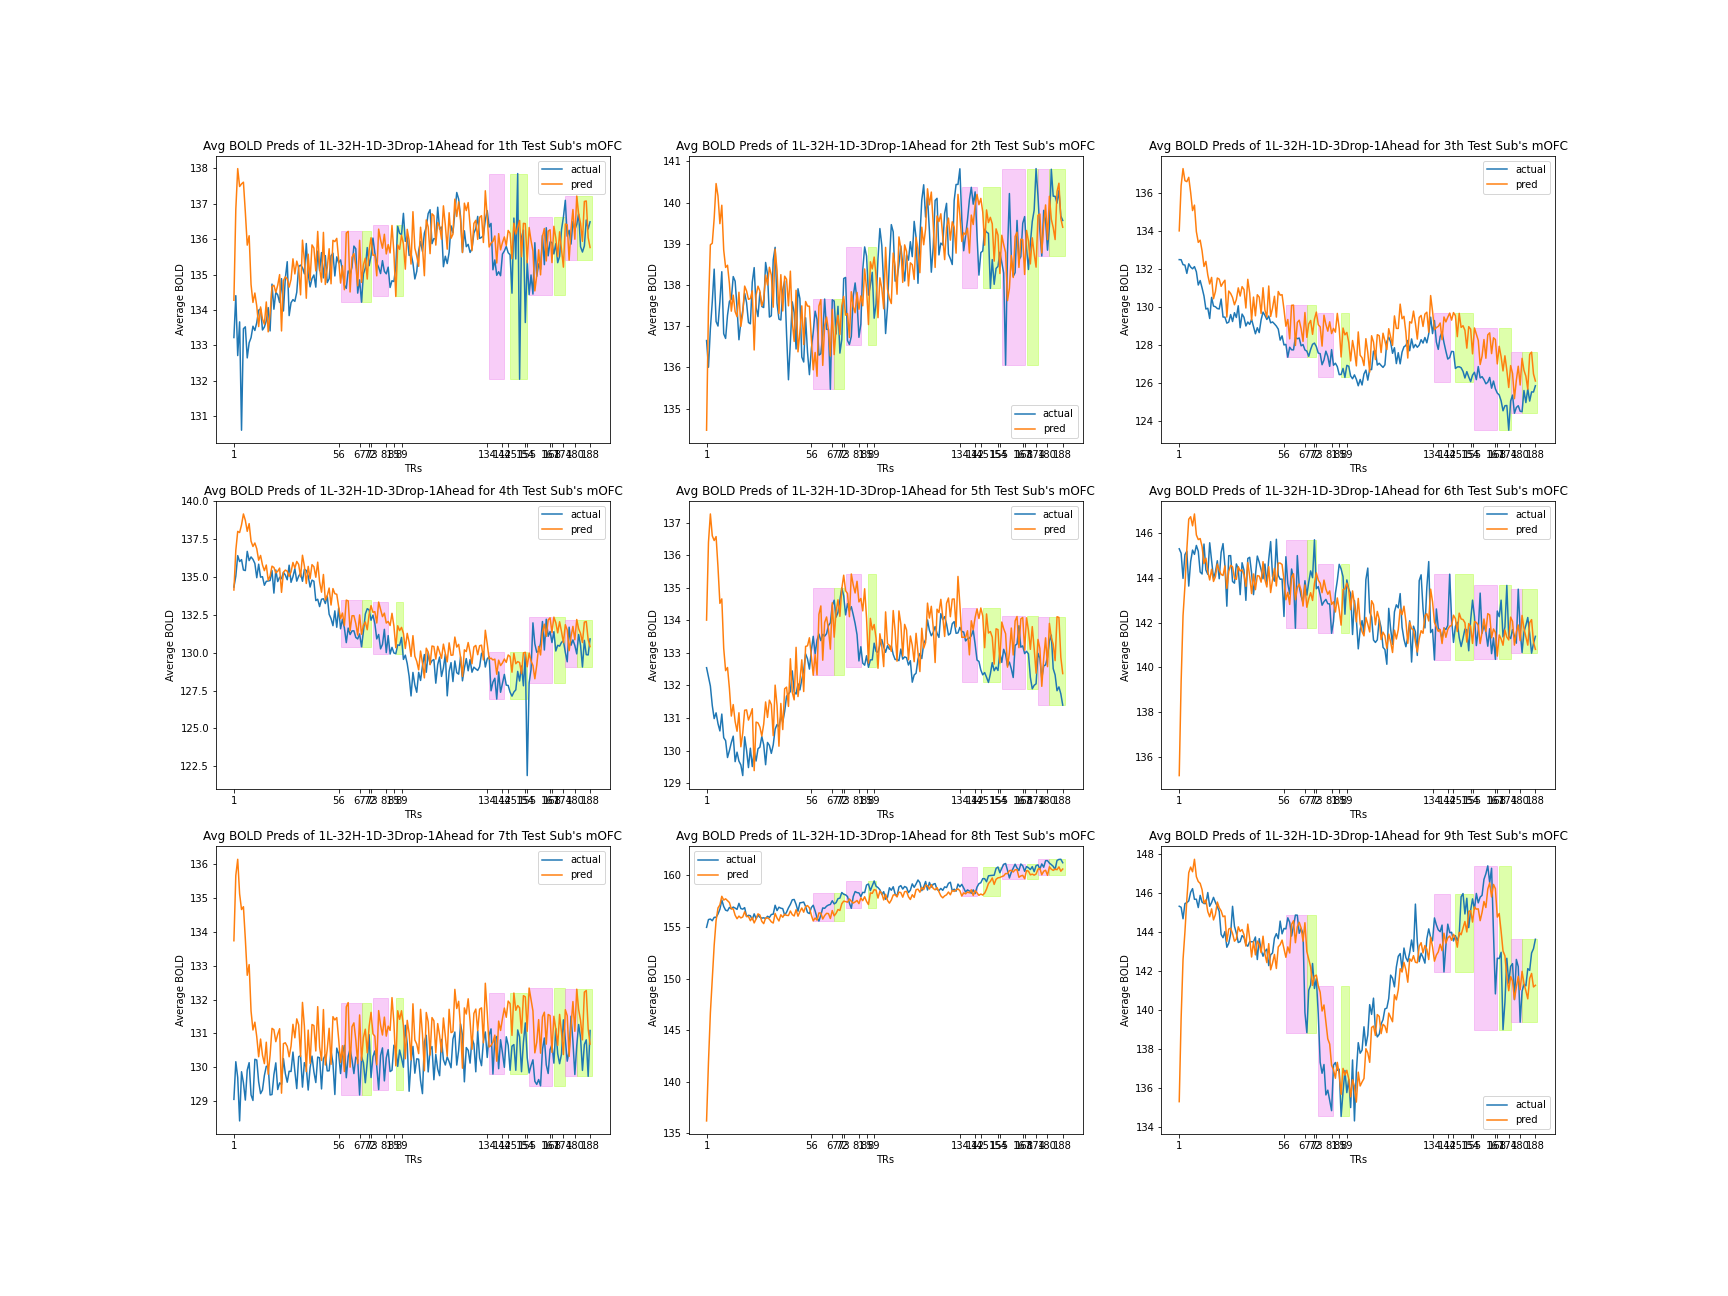 Avg BOLD Preds of 1L-32H-1D-3Drop-1Ahead for 1th Test Sub's mOFC
138
137
136
135
134
133
132
131
Average BOLD
actual
pred
1 56
TRs
Avg BOLD Preds of 1L-32H-1D-3Drop-1Ahead for 2th Test Sub's mOFC
141
140
139
138
137
136
135
Average BOLD
actual
pred
1 56
TRs
Avg BOLD Preds of 1L-32H-1D-3Drop-1Ahead for 3th Test Sub's mOFC
136
134
132
130
128
126
124
Average BOLD
actual
pred
1 56
TRs
Avg BOLD Preds of 1L-32H-1D-3Drop-1Ahead for 4th Test Sub's mOFC
140.0
137.5
135.0
132.5
130.0
127.5
125.0
122.5
Average BOLD
actual
pred
1 56
TRs
Avg BOLD Preds of 1L-32H-1D-3Drop-1Ahead for 5th Test Sub's mOFC
137
136
135
134
133
132
131
130
129
Average BOLD
actual
pred
1 56
TRs
Avg BOLD Preds of 1L-32H-1D-3Drop-1Ahead for 6th Test Sub's mOFC
146
144
142
140
138
136
Average BOLD
actual
pred
1 56
TRs
Avg BOLD Preds of 1L-32H-1D-3Drop-1Ahead for 7th Test Sub's mOFC
136
135
134
133
132
131
130
129
Average BOLD
actual
pred
1 56
TRs
Avg BOLD Preds of 1L-32H-1D-3Drop-1Ahead for 8th Test Sub's mOFC
160
155
150
145
140
135
Average BOLD
actual
pred
1 56
TRs
Avg BOLD Preds of 1L-32H-1D-3Drop-1Ahead for 9th Test Sub's mOFC
148
146
144
142
140
138
136
134
Average BOLD
actual
pred
1 56
TRs